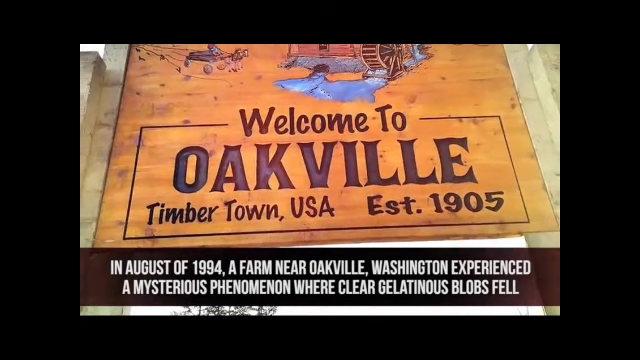 Welcome To
OAKVILLE
Timber Town, USA Est. 1905
IN AUGUST OF 1994, A FARM NEAR OAKVILLE, WASHINGTON EXPERIENCED
A MYSTERIOUS PHENOMENON WHERE CLEAR GELATINOUS BLOBS FELL